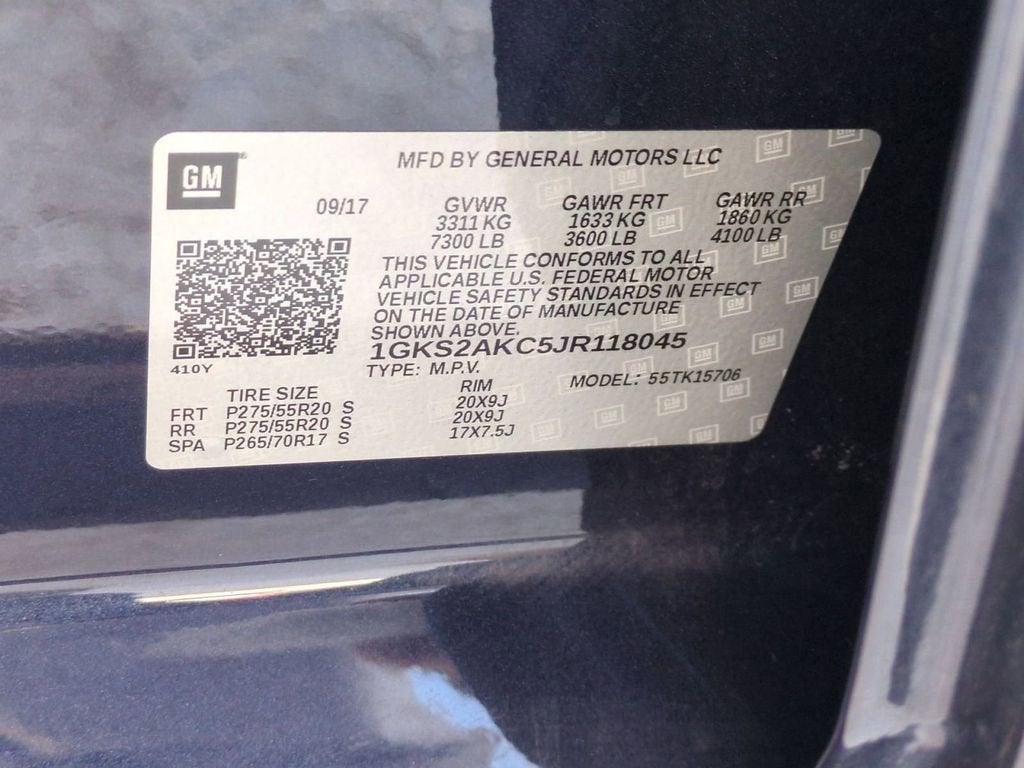 GM
MFD BY GENERAL MOTORS LLC
09/17 GVWR GAWR FRT GAWR RR
3311 KG 1633 KG 1860 KG
7300 LB 3600 LB 4100 LB
THIS VEHICLE CONFORMS TO ALL
APPLICABLE U.S. FEDERAL MOTOR
VEHICLE SAFETY STANDARDS IN EFFECT
ON THE DATE OF MANUFACTURE
SHOWN ABOVE.
1GKS2AKC5JR118045
410Y
TYPE: M.P.V. MODEL: 55TK15706
TIRE SIZE RIM
FRT P275/55R20 S 20X9J
RR P275/55R20 S 20X9J
SPA P265/70R17 S 17X7.5J